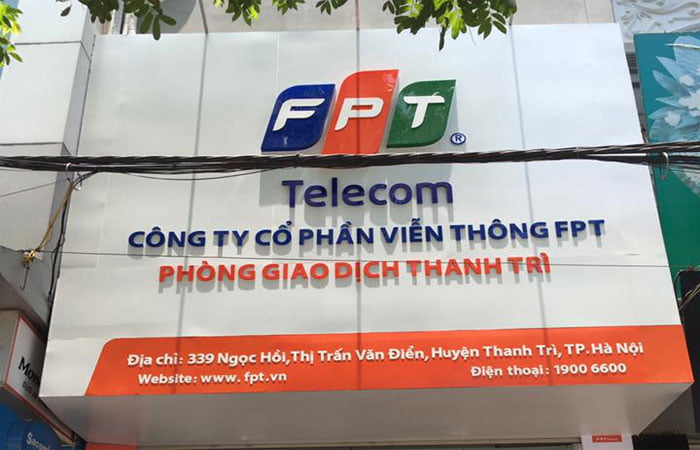 FPT
®
Telecom
CÔNG TY CỔ PHẦN VIỄN THÔNG FPT
PHÒNG GIAO DỊCH THANH TRÌ
Địa chỉ: 339 Ngọc Hồi, Thị Trấn Văn Điển, Huyện Thanh Trì, TP. Hà Nội
Website: www. fpt.vn Điện thoại : 1900 6600